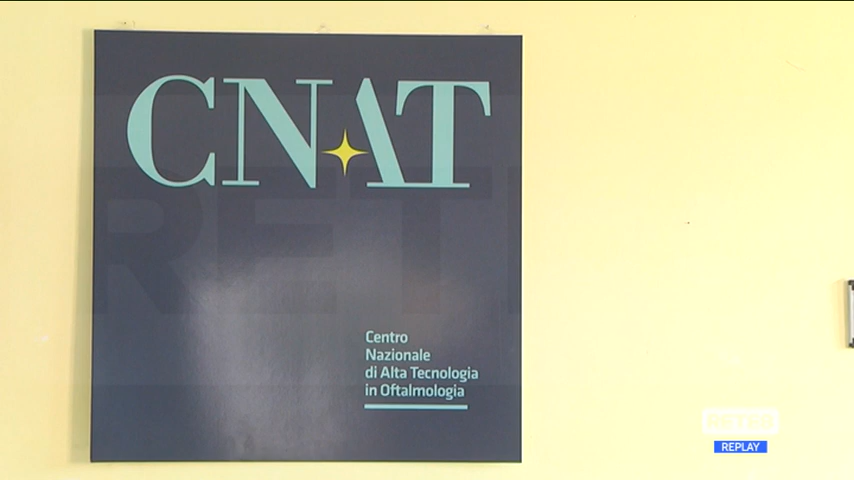 CNAT
Centro
Nazionale
di Alta Tecnologia
in Oftalmologia
REPLAY